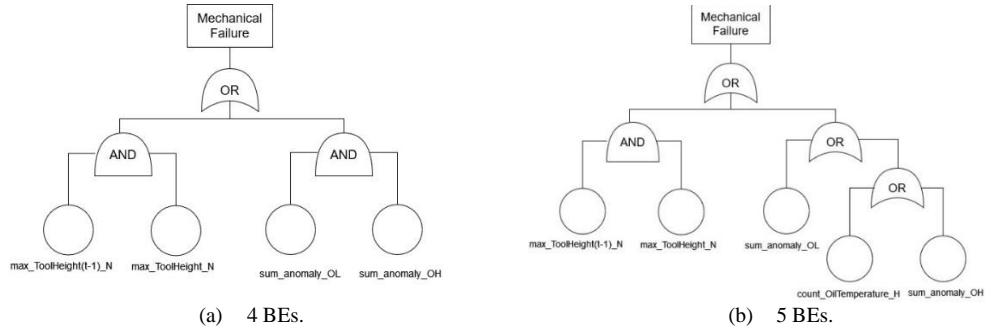 Mechanical
Failure
OR
AND
AND
max_ToolHeight(t-1)_N
max_ToolHeight_N
sum_anomaly_OL
sum_anomaly_OH
(a) 4 BEs.
Mechanical
Failure
OR
AND
OR
OR
max_ToolHeight(t-1)_N
max_ToolHeight_N
sum_anomaly_OL
count_OilTemperature_H
sum_anomaly_OH
(b) 5 BEs.